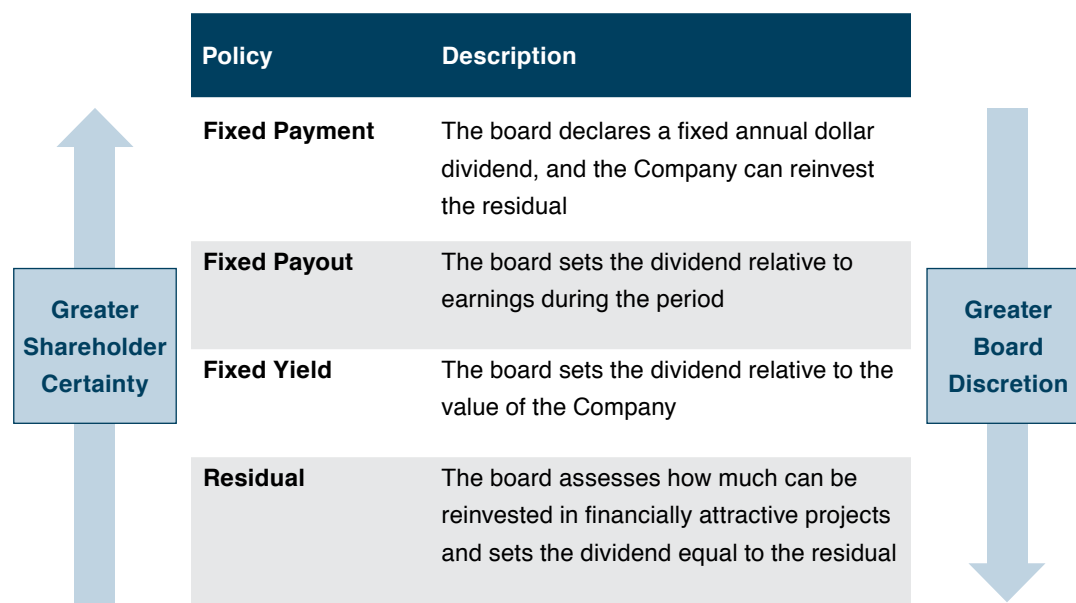 Policy Description
Fixed Payment The board declares a fixed annual dollar
dividend, and the Company can reinvest
the residual
Fixed Payout The board sets the dividend relative to
earnings during the period
Greater
Shareholder
Certainty
Greater
Board
Discretion
Fixed Yield The board sets the dividend relative to the
value of the Company
Residual The board assesses how much can be
reinvested in financially attractive projects
and sets the dividend equal to the residual